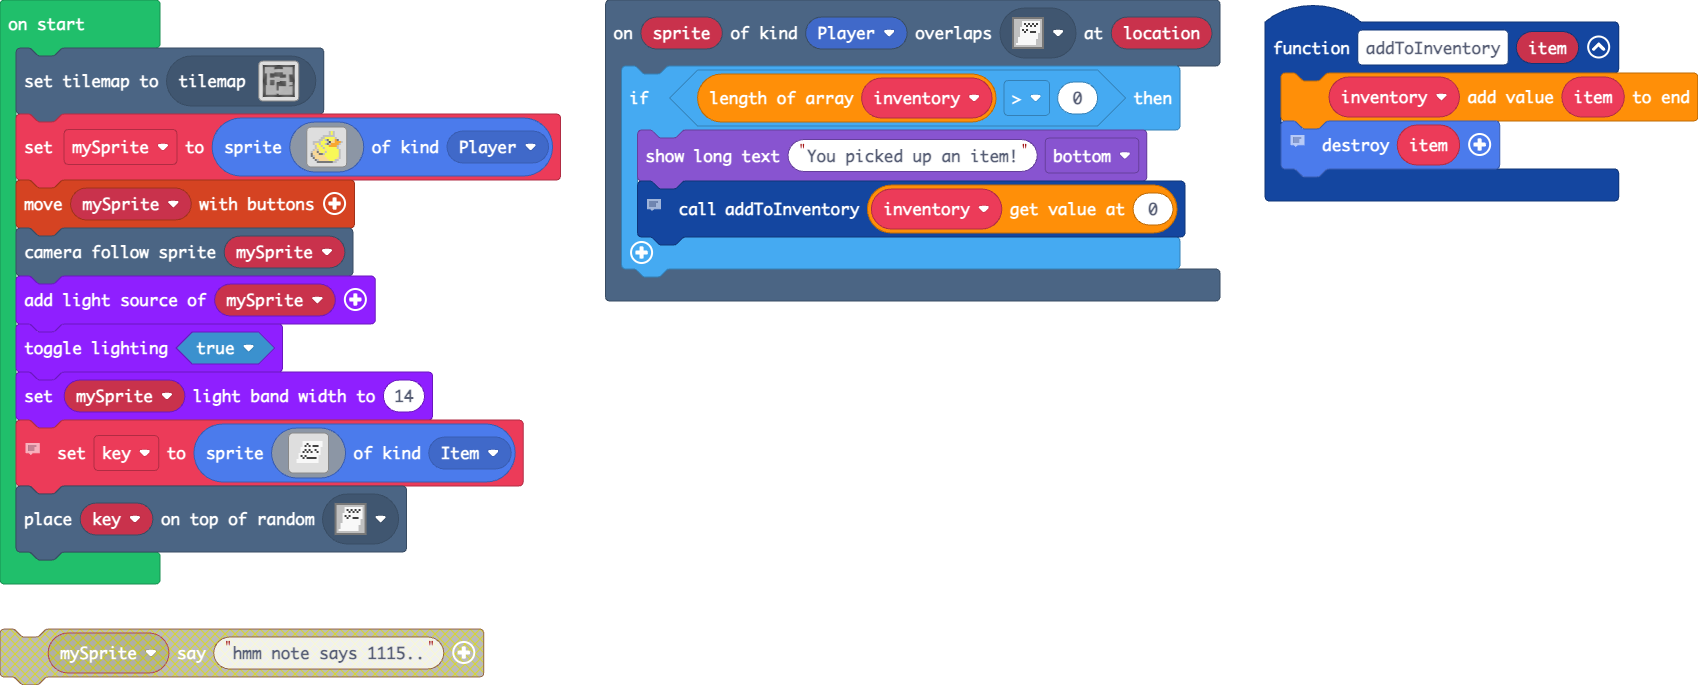 on start
set tilemap to tilemap
set mySprite to sprite of kind Player
move mySprite with buttons
camera follow sprite mySprite
add light source of mySprite
toggle lighting true
set mySprite light band width to 14
set key to sprite of kind Item
place key on top of random
mySprite say "hmm note says 1115.."
on sprite of kind Player overlaps at location
if length of array inventory > 0 then
show long text "You picked up an item!" bottom
call addToInventory inventory get value at 0
function addToInventory item
inventory add value item to end
destroy item